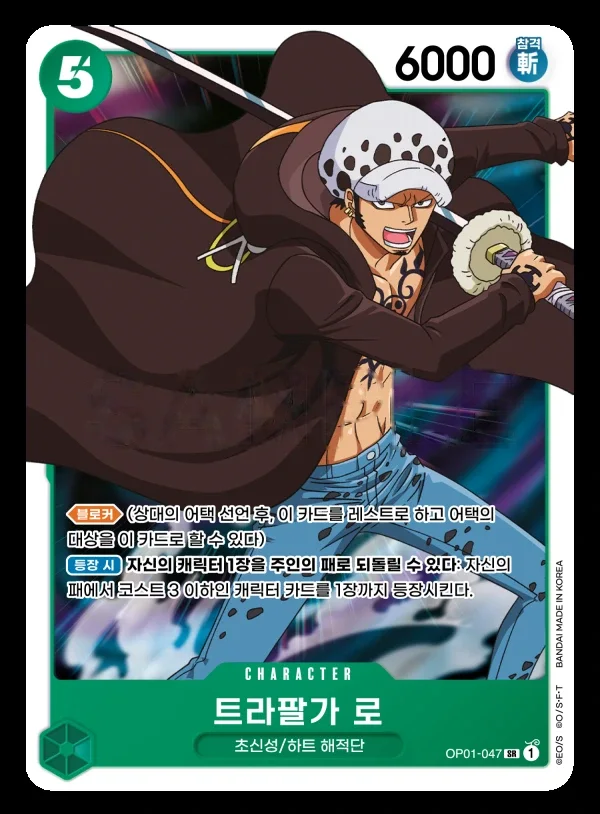 5
6000
참격
斬
블로커 (상대의 어택 선언 후, 이 카드를 레스트로 하고 어택의
대상을 이 카드로 할 수 있다)
등장 시 자신의 캐릭터 1장을 주인의 패로 되돌릴 수 있다: 자신의
패에서 코스트 3 이하인 캐릭터 카드를 1장까지 등장시킨다.
CHARACTER
트라팔가 로
초신성/하트 해적단
OP01-047 SR 1
©EO/S ©O/S·F·T BANDAI MADE IN KOREA